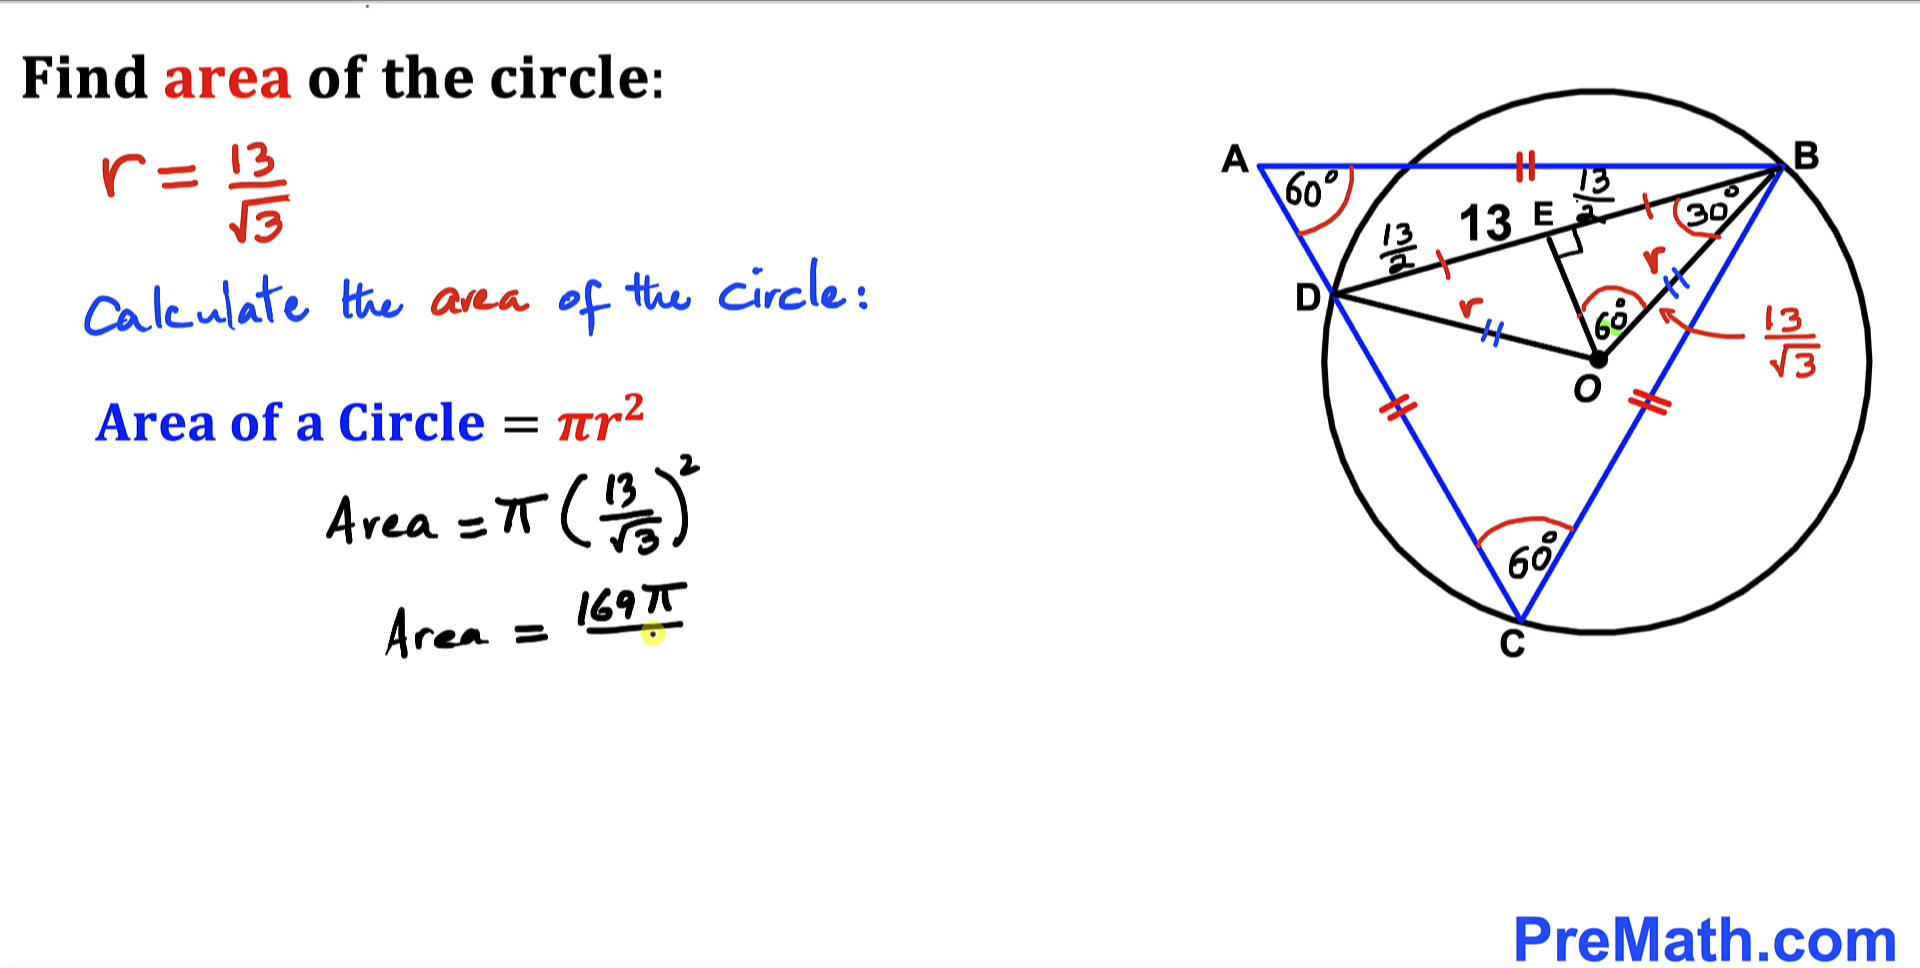 Find area of the circle:
r = 13/√3
Calculate the area of the circle:
Area of a Circle = πr²
Area = π(13/√3)²
Area = 169π
A
B
60°
13/2
13
E
30°
13/2
r
D
r
60°
13/√3
O
60°
C
PreMath.com